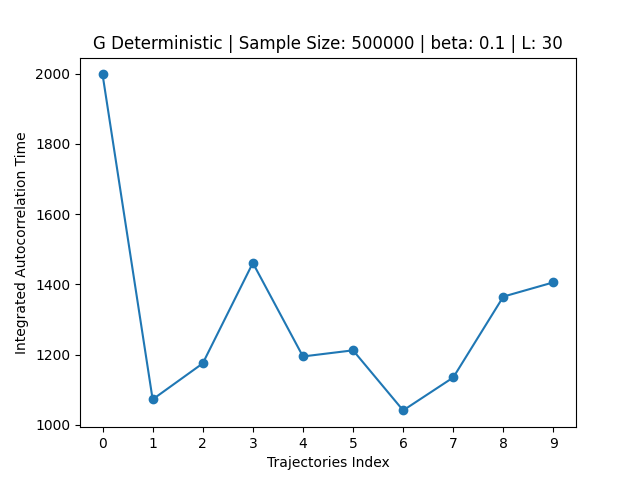 G Deterministic | Sample Size: 500000 | beta: 0.1 | L: 30
2000
1800
1600
1400
1200
1000
Integrated Autocorrelation Time
0 1 2 3 4 5 6 7 8 9
Trajectories Index